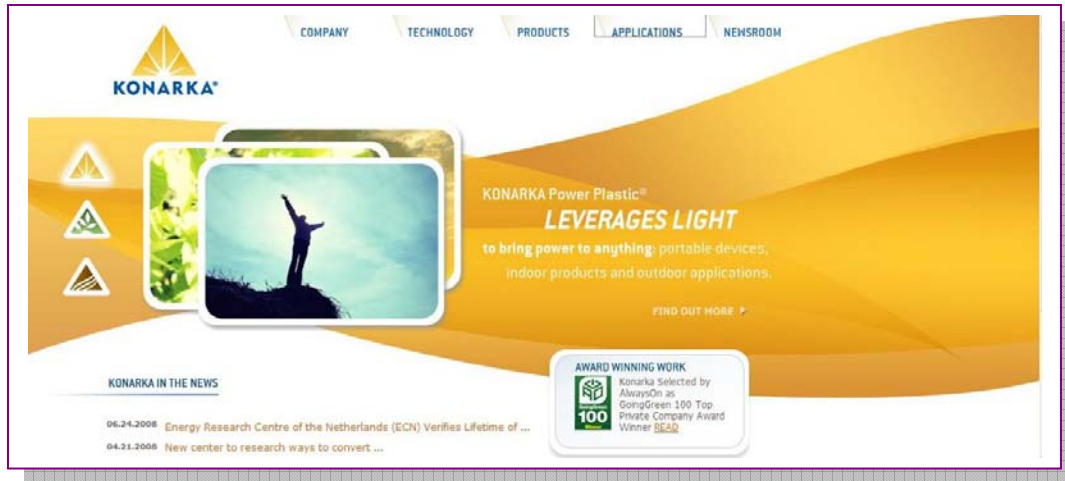 COMPANY
TECHNOLOGY
PRODUCTS
APPLICATIONS
NEWSROOM
KONARKA®
KONARKA Power Plastic®
LEVERAGES LIGHT
to bring power to anything: portable devices,
indoor products and outdoor applications.
FIND OUT MORE
KONARKA IN THE NEWS
06.24.2008 Energy Research Centre of the Netherlands (ECN) Verifies Lifetime of ...
04.21.2008 New center to research ways to convert ...
AWARD WINNING WORK
GoingGreen
100
Winner
Konarka Selected by
AlwaysOn as
GoingGreen 100 Top
Private Company Award
Winner READ